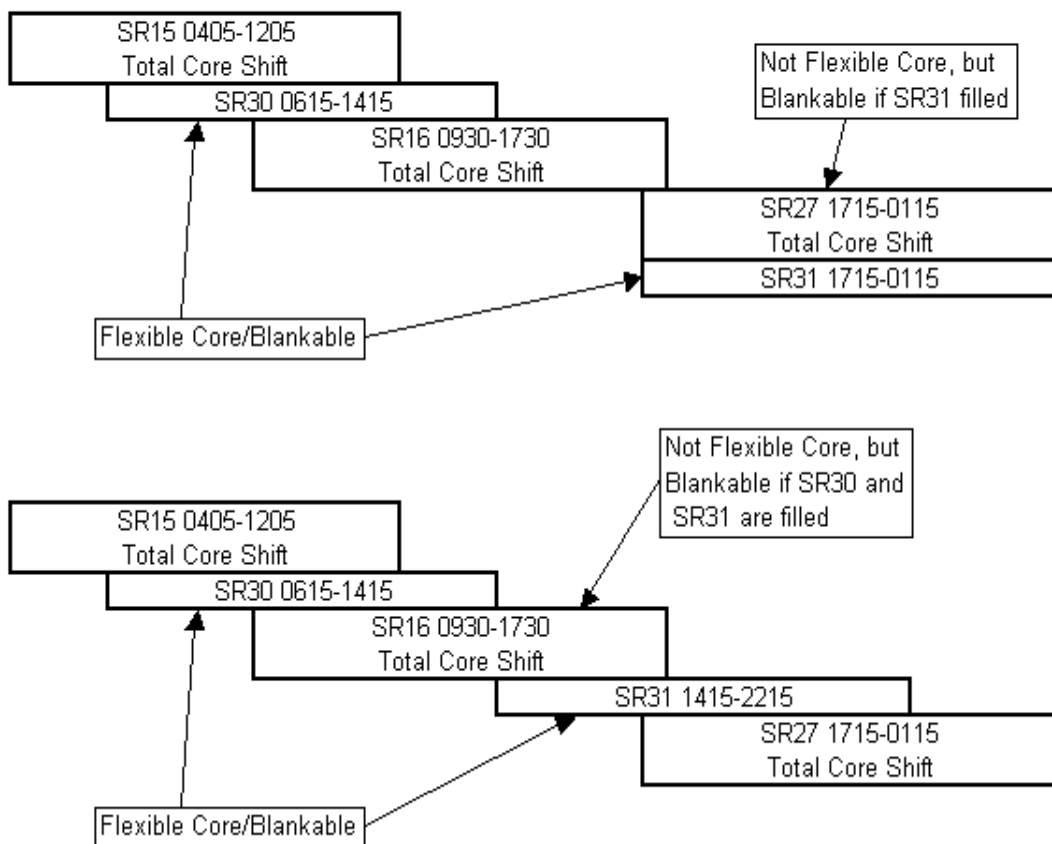 SR15 0405-1205
Total Core Shift
Not Flexible Core, but
Blankable if SR31 filled
SR30 0615-1415
SR16 0930-1730
Total Core Shift
SR27 1715-0115
Total Core Shift
SR31 1715-0115
Flexible Core/Blankable
Not Flexible Core, but
Blankable if SR30 and
SR31 are filled
SR15 0405-1205
Total Core Shift
SR30 0615-1415
SR16 0930-1730
Total Core Shift
SR31 1415-2215
SR27 1715-0115
Total Core Shift
Flexible Core/Blankable